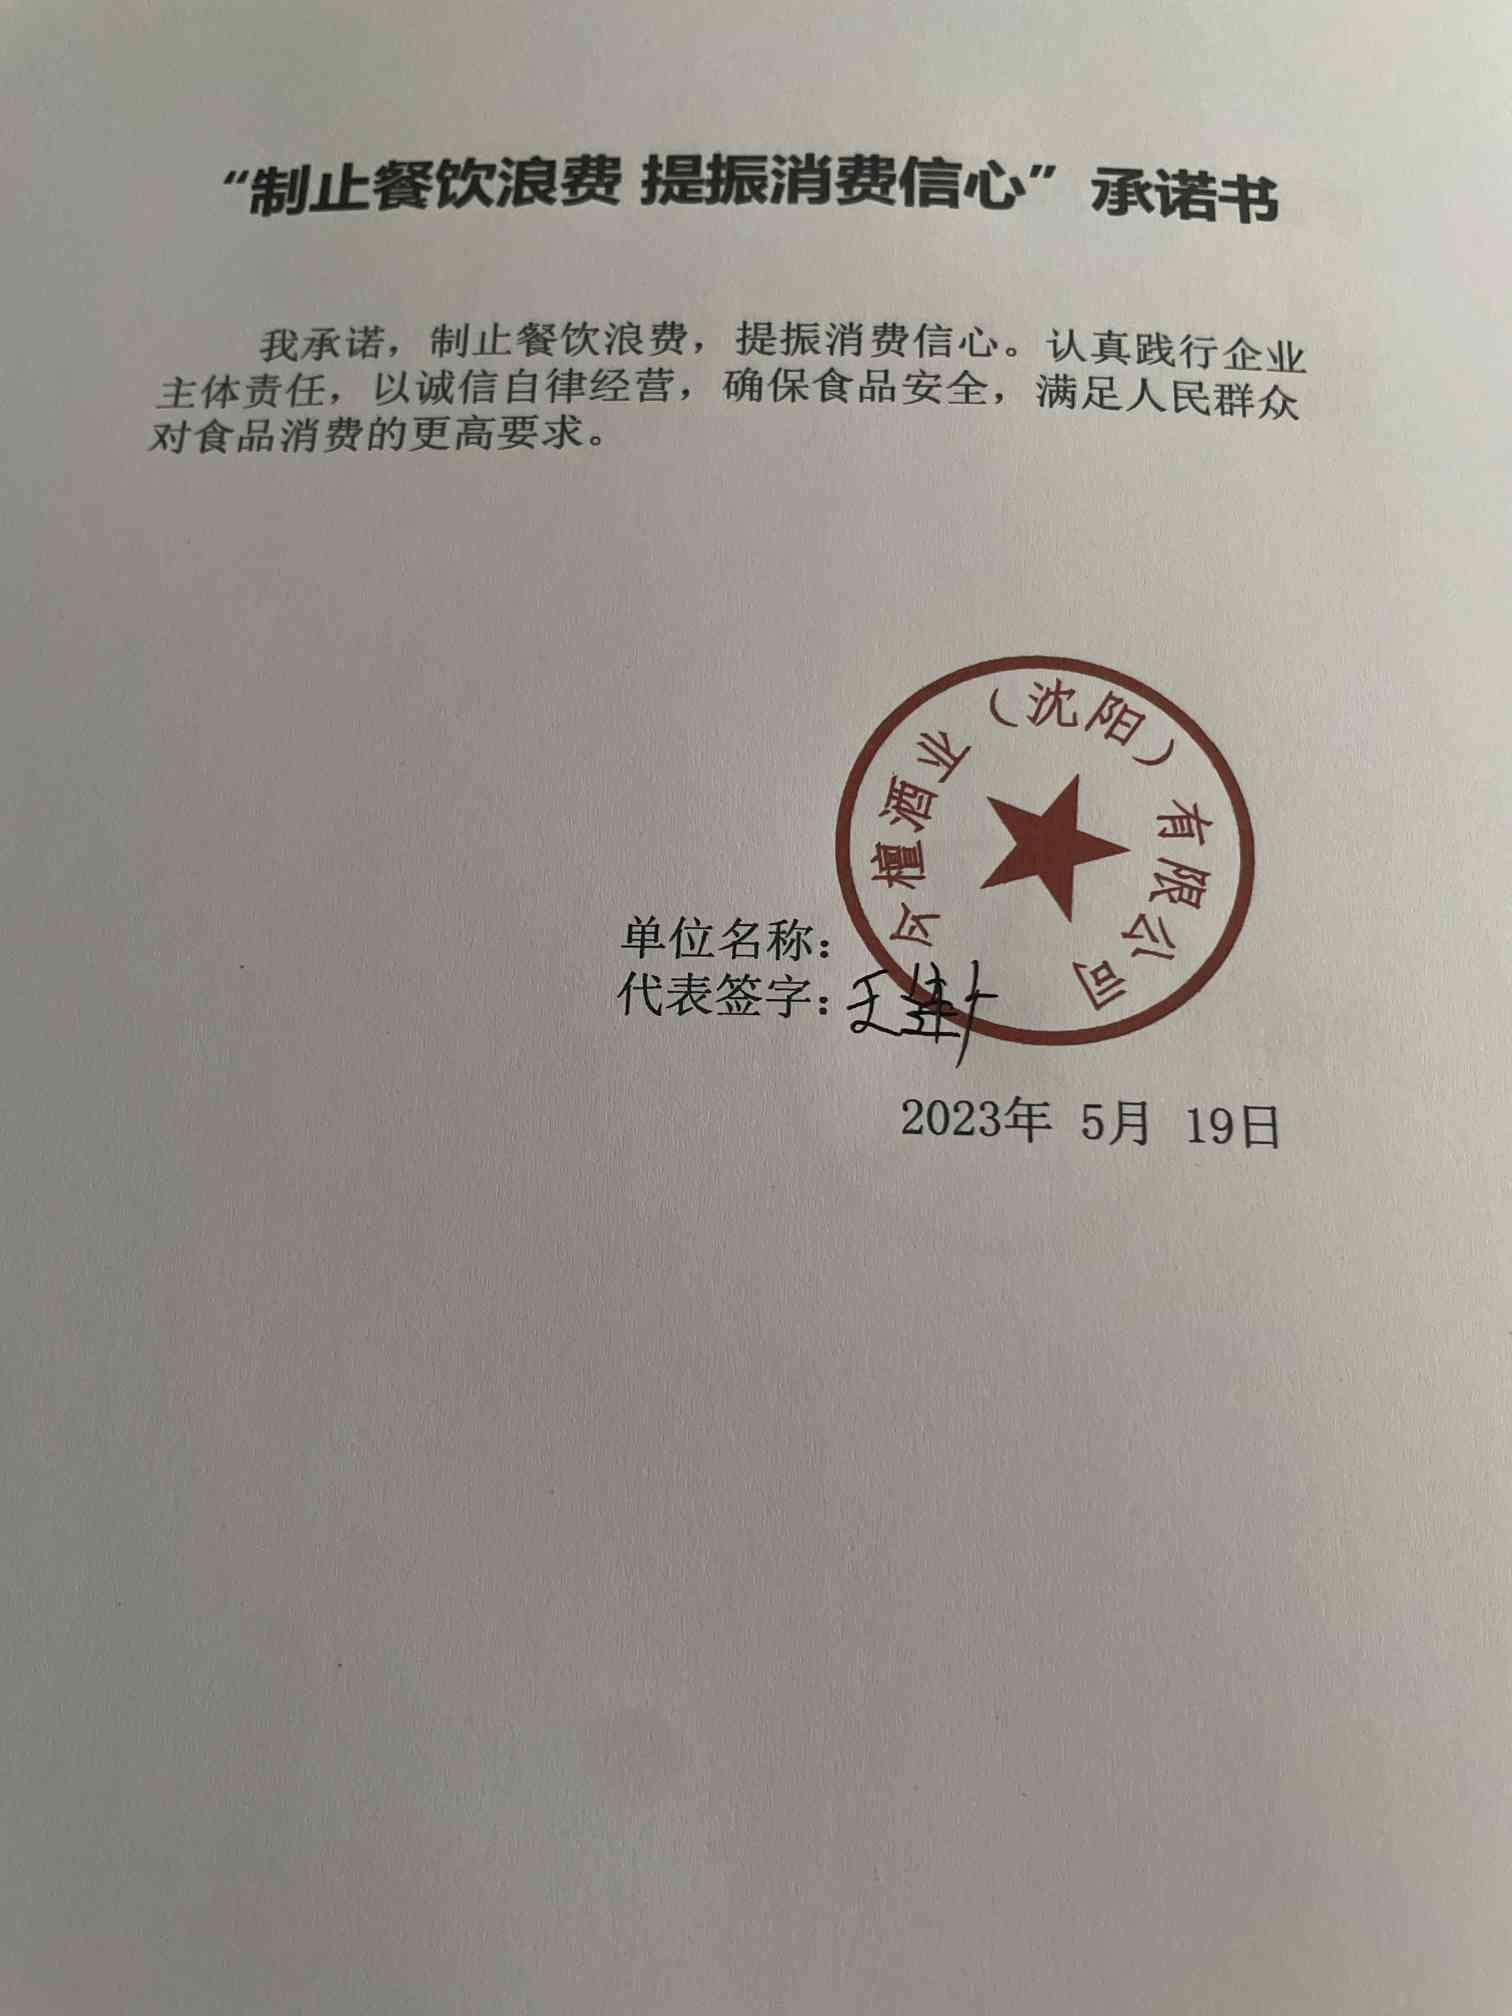 “制止餐饮浪费 提振消费信心”承诺书
我承诺，制止餐饮浪费，提振消费信心。认真践行企业
主体责任，以诚信自律经营，确保食品安全，满足人民群众
对食品消费的更高要求。
檀酒业（沈阳）有限公司
单位名称：
代表签字：王
2023年 5月 19日